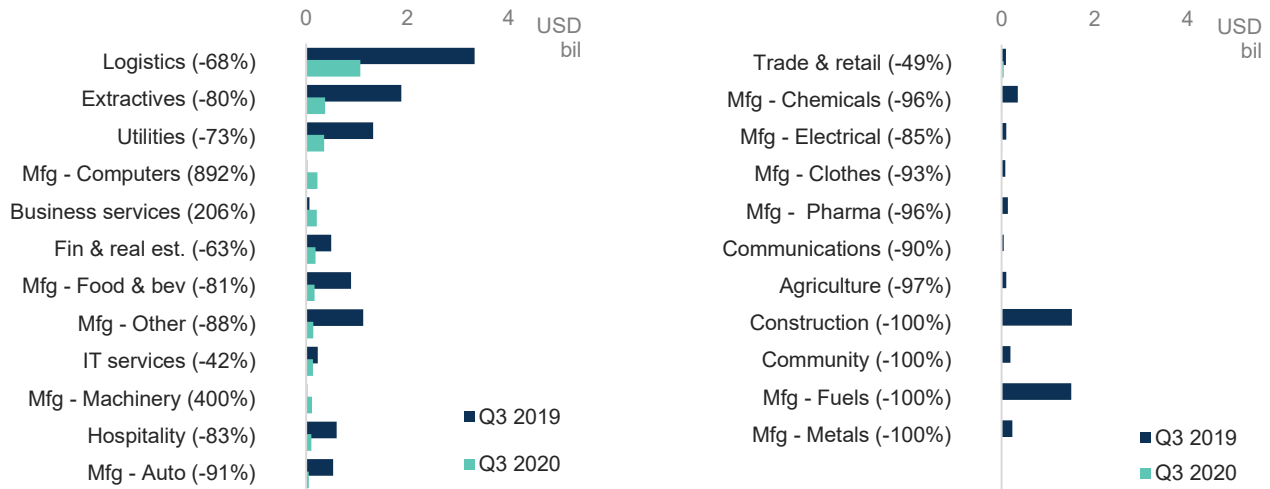 0 2 4 USD
bil
Logistics (-68%)
Extractives (-80%)
Utilities (-73%)
Mfg - Computers (892%)
Business services (206%)
Fin & real est. (-63%)
Mfg - Food & bev (-81%)
Mfg - Other (-88%)
IT services (-42%)
Mfg - Machinery (400%)
Hospitality (-83%)
Mfg - Auto (-91%)
Q3 2019
Q3 2020
0 2 4 USD
bil
Trade & retail (-49%)
Mfg - Chemicals (-96%)
Mfg - Electrical (-85%)
Mfg - Clothes (-93%)
Mfg -  Pharma (-96%)
Communications (-90%)
Agriculture (-97%)
Construction (-100%)
Community (-100%)
Mfg - Fuels (-100%)
Mfg - Metals (-100%)
Q3 2019
Q3 2020